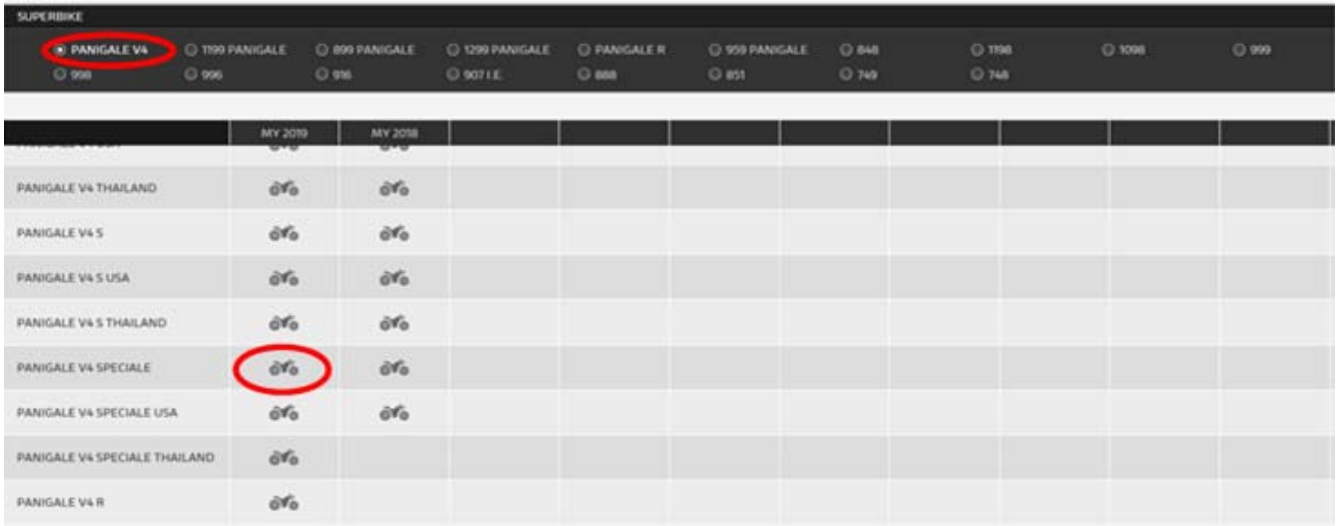 SUPERBIKE
PANIGALE V4 1199 PANIGALE 899 PANIGALE 1299 PANIGALE PANIGALE R 959 PANIGALE 848 1198 1098 999
998 996 916 907 I.E. 888 851 749 748
MY 2019 MY 2018
PANIGALE V4 THAILAND
PANIGALE V4 S
PANIGALE V4 S USA
PANIGALE V4 S THAILAND
PANIGALE V4 SPECIALE
PANIGALE V4 SPECIALE USA
PANIGALE V4 SPECIALE THAILAND
PANIGALE V4 R